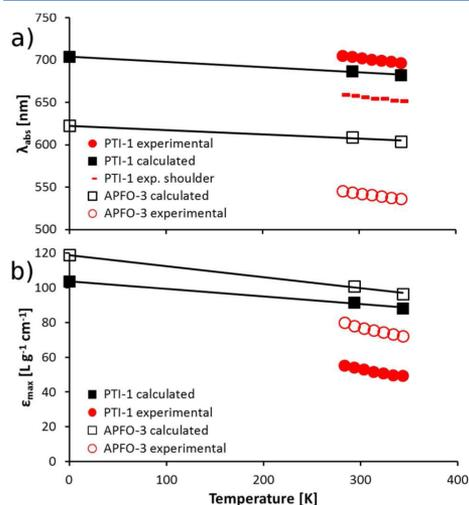 a)
750
700
650
600
550
500
λabs [nm]
PTI-1 experimental
PTI-1 calculated
PTI-1 exp. shoulder
APFO-3 calculated
APFO-3 experimental
b)
120
100
80
60
40
20
0
εmax [L g-1 cm-1]
PTI-1 calculated
PTI-1 experimental
APFO-3 calculated
APFO-3 experimental
0 100 200 300 400
Temperature [K]